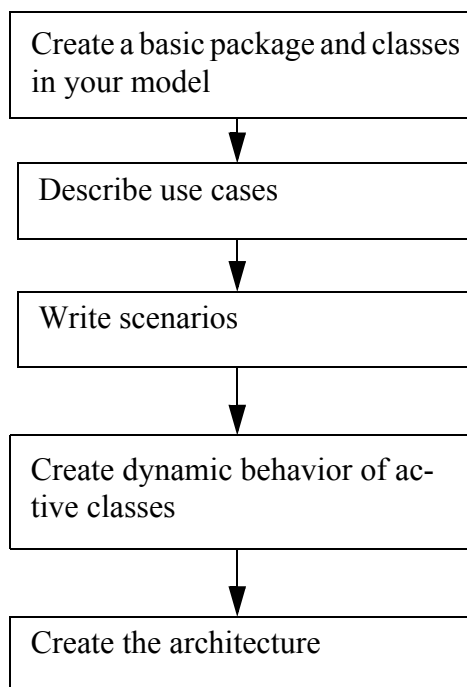 Create a basic package and classes
in your model
Describe use cases
Write scenarios
Create dynamic behavior of ac-
tive classes
Create the architecture